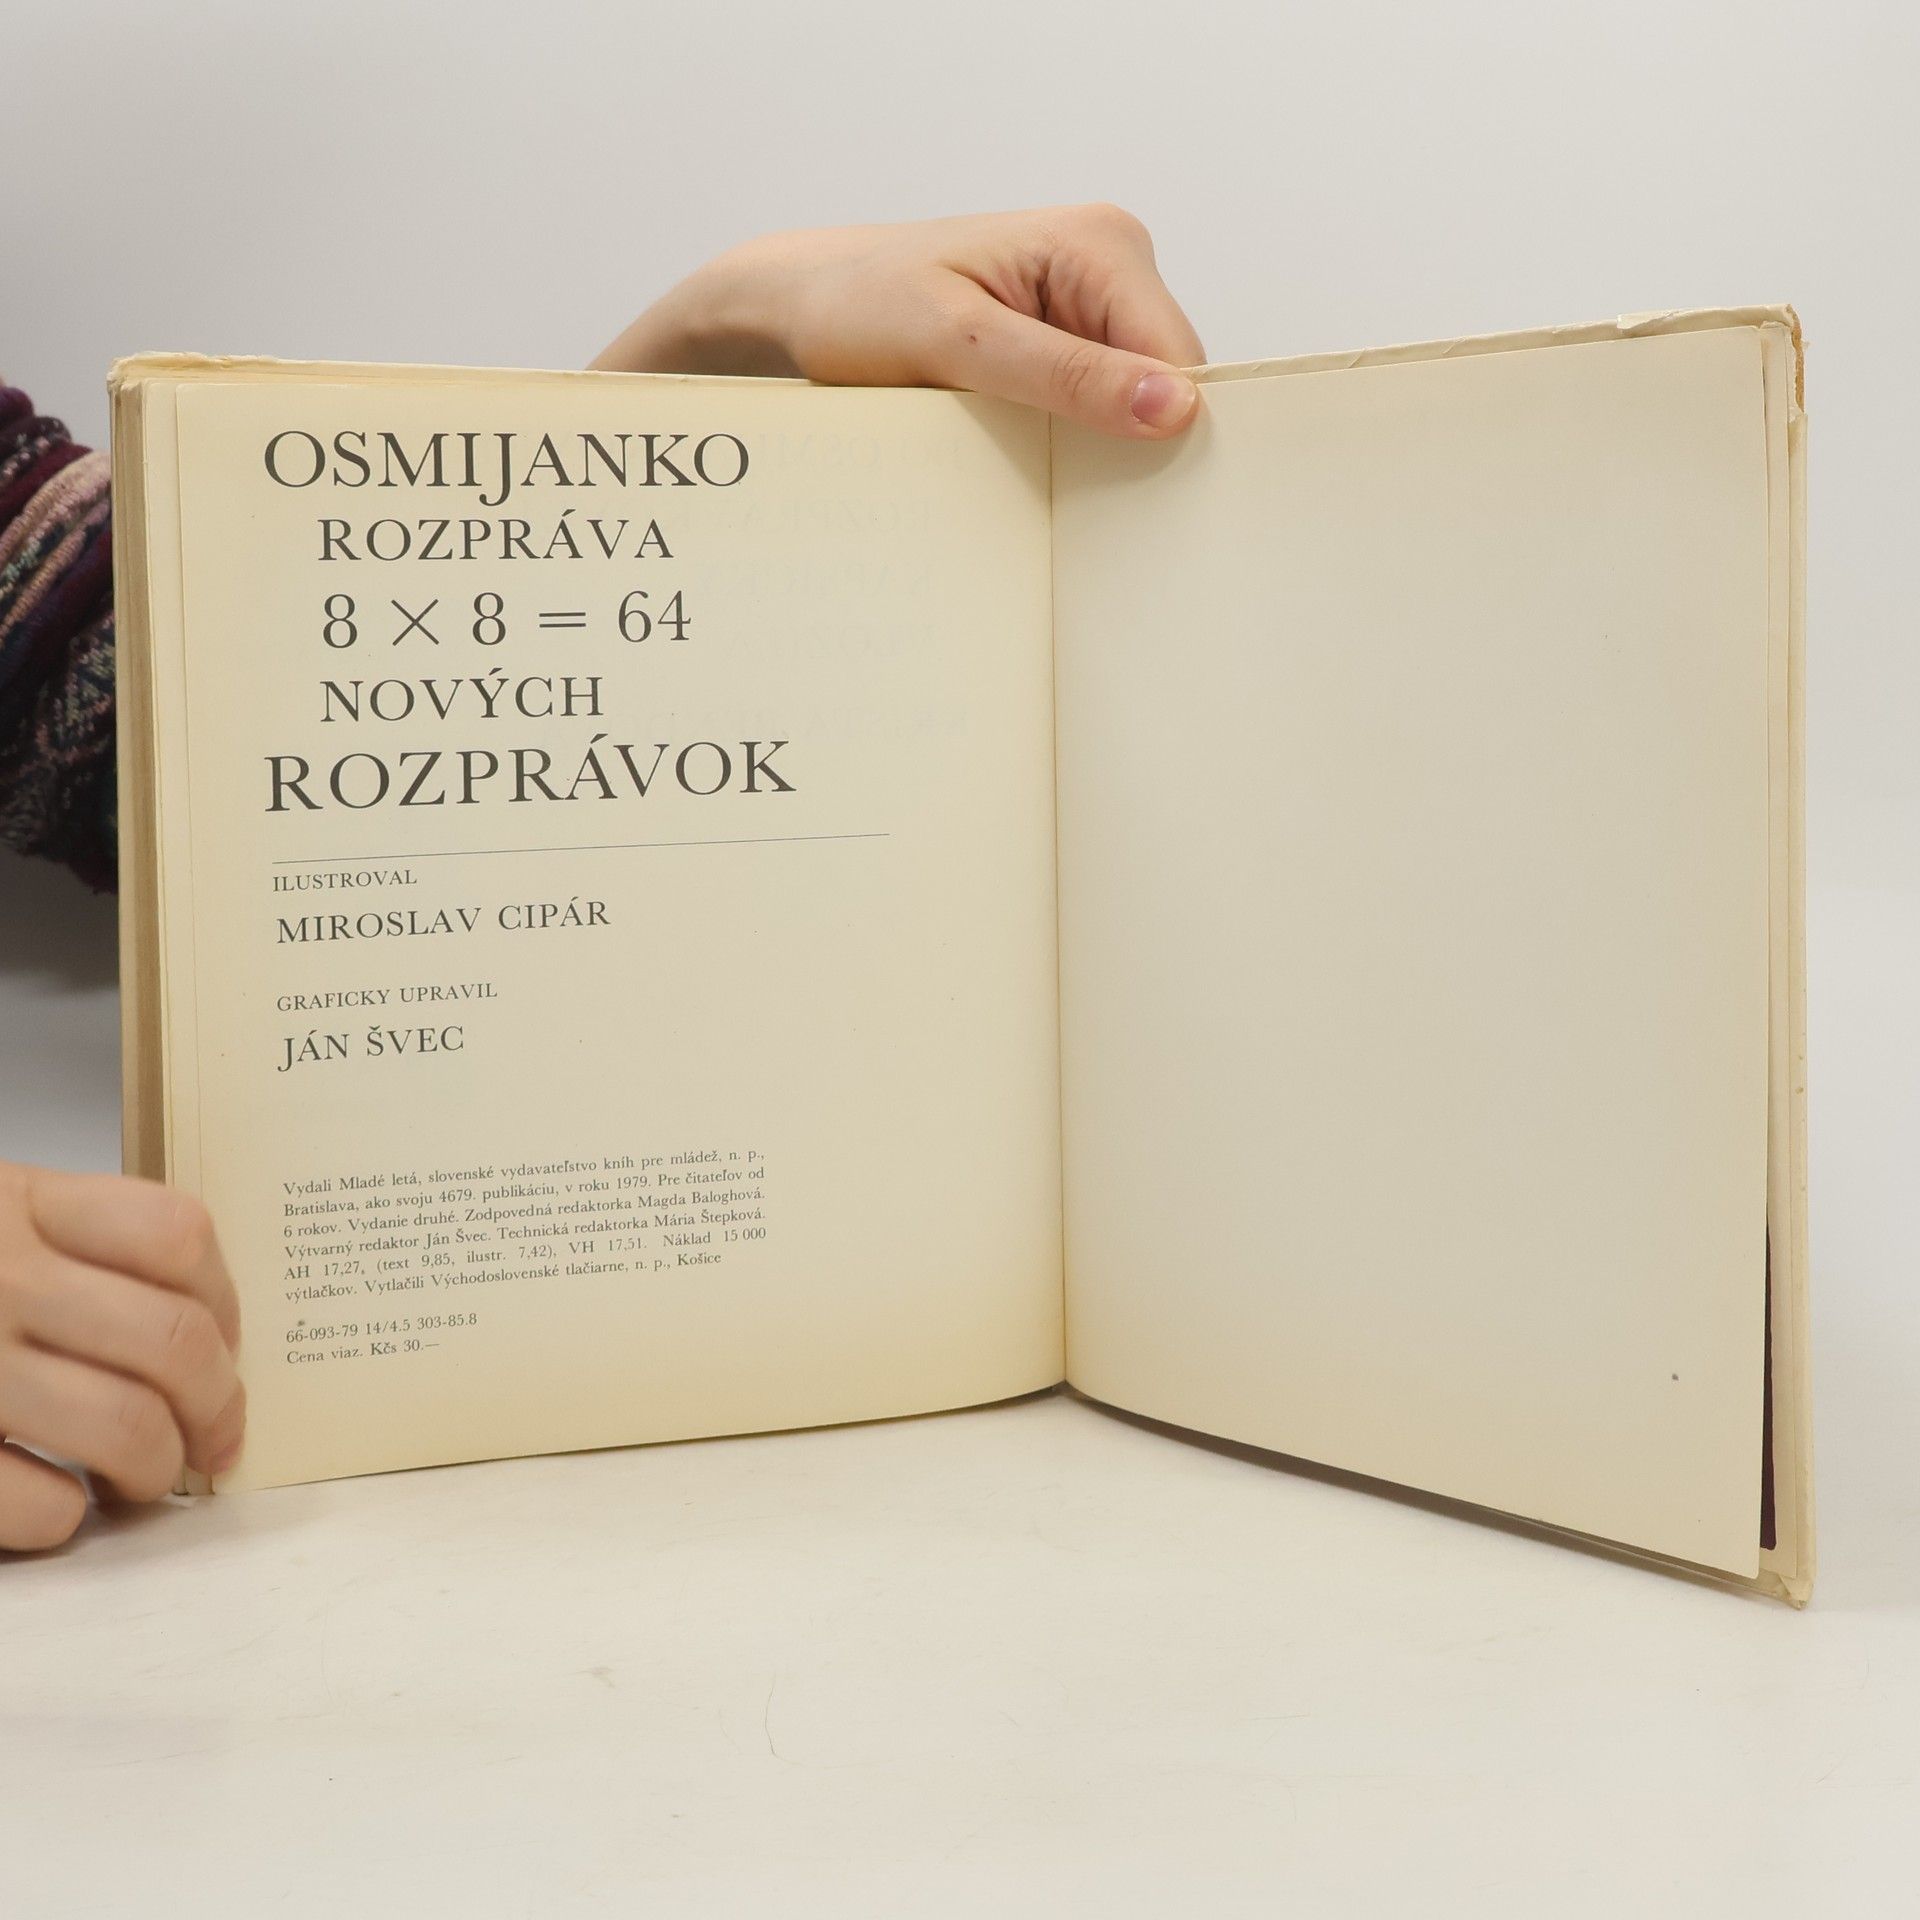 OSMIJANKO
ROZPRÁVA
8 × 8 = 64
NOVÝCH
ROZPRÁVOK
ILUSTROVAL
MIROSLAV CIPÁR
GRAFICKY UPRAVIL
JÁN ŠVEC
Vydali Mladé letá, slovenské vydavateľstvo kníh pre mládež, n. p.,
Bratislava, ako svoju 4679. publikáciu, v roku 1979. Pre čitateľov od
6 rokov. Vydanie druhé. Zodpovedná redaktorka Magda Baloghová.
Výtvarný redaktor Ján Švec. Technická redaktorka Mária Štepková.
AH 17,27, (text 9,85, ilustr. 7,42), VH 17,51. Náklad 15 000
výtlačkov. Vytlačili Východoslovenské tlačiarne, n. p., Košice
66-093-79 14/4.5 303-85.8
Cena viaz. Kčs 30.—